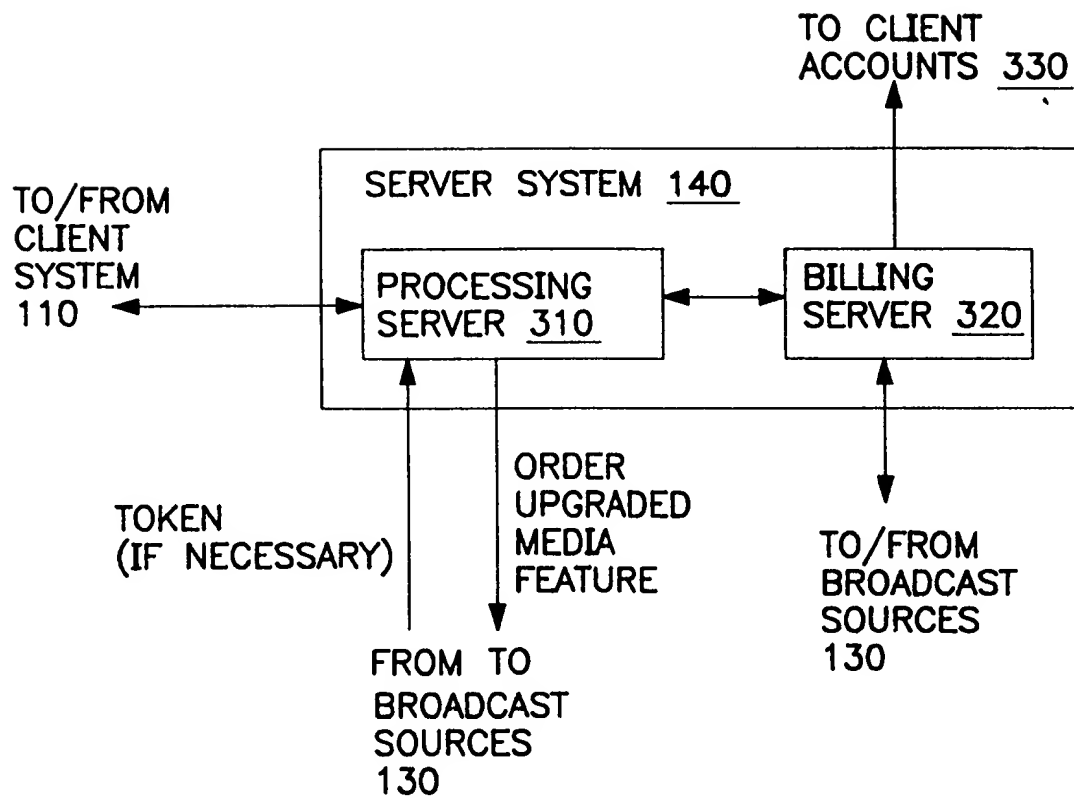 TO CLIENT
ACCOUNTS 330
SERVER SYSTEM 140
TO/FROM
CLIENT
SYSTEM
110
PROCESSING
SERVER 310
BILLING
SERVER 320
TOKEN
(IF NECESSARY)
ORDER
UPGRADED
MEDIA
FEATURE
TO/FROM
BROADCAST
SOURCES
130
FROM TO
BROADCAST
SOURCES
130